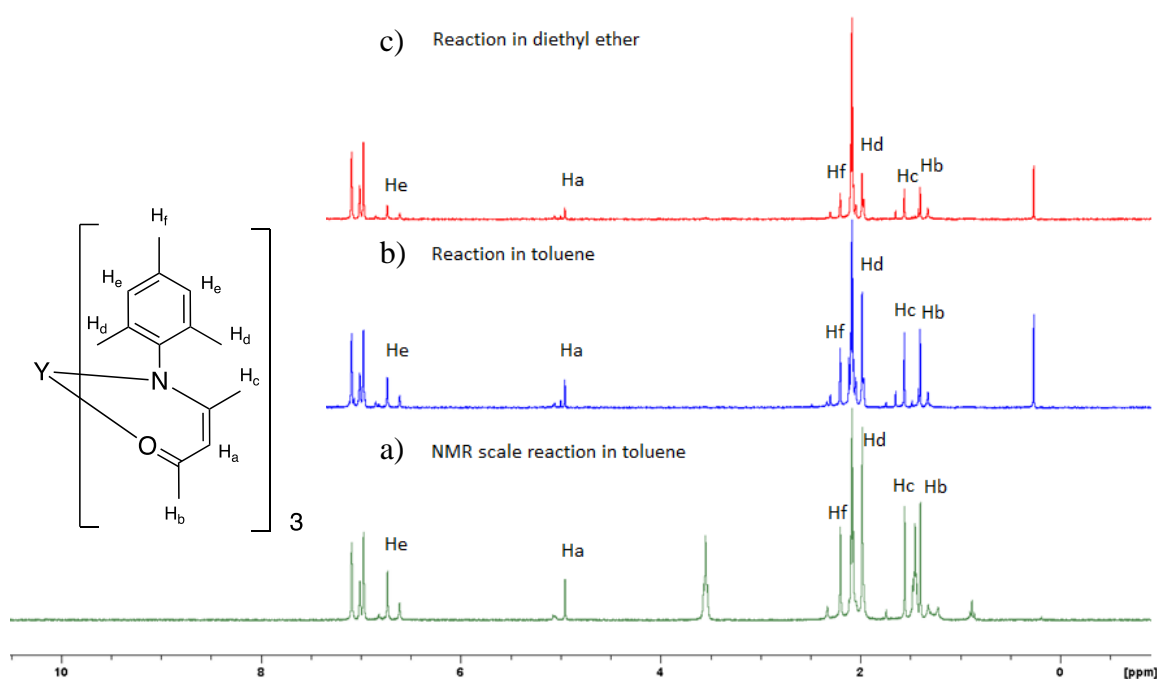 c) Reaction in diethyl ether
He
Ha
Hf
Hd
Hc
Hb
b) Reaction in toluene
He
Ha
Hf
Hd
Hc
Hb
a) NMR scale reaction in toluene
He
Ha
Hf
Hd
Hc
Hb
Hf
He
He
Hd
Hd
Y
N
Hc
O
Ha
Hb
3
10
8
6
4
2
0
[ppm]